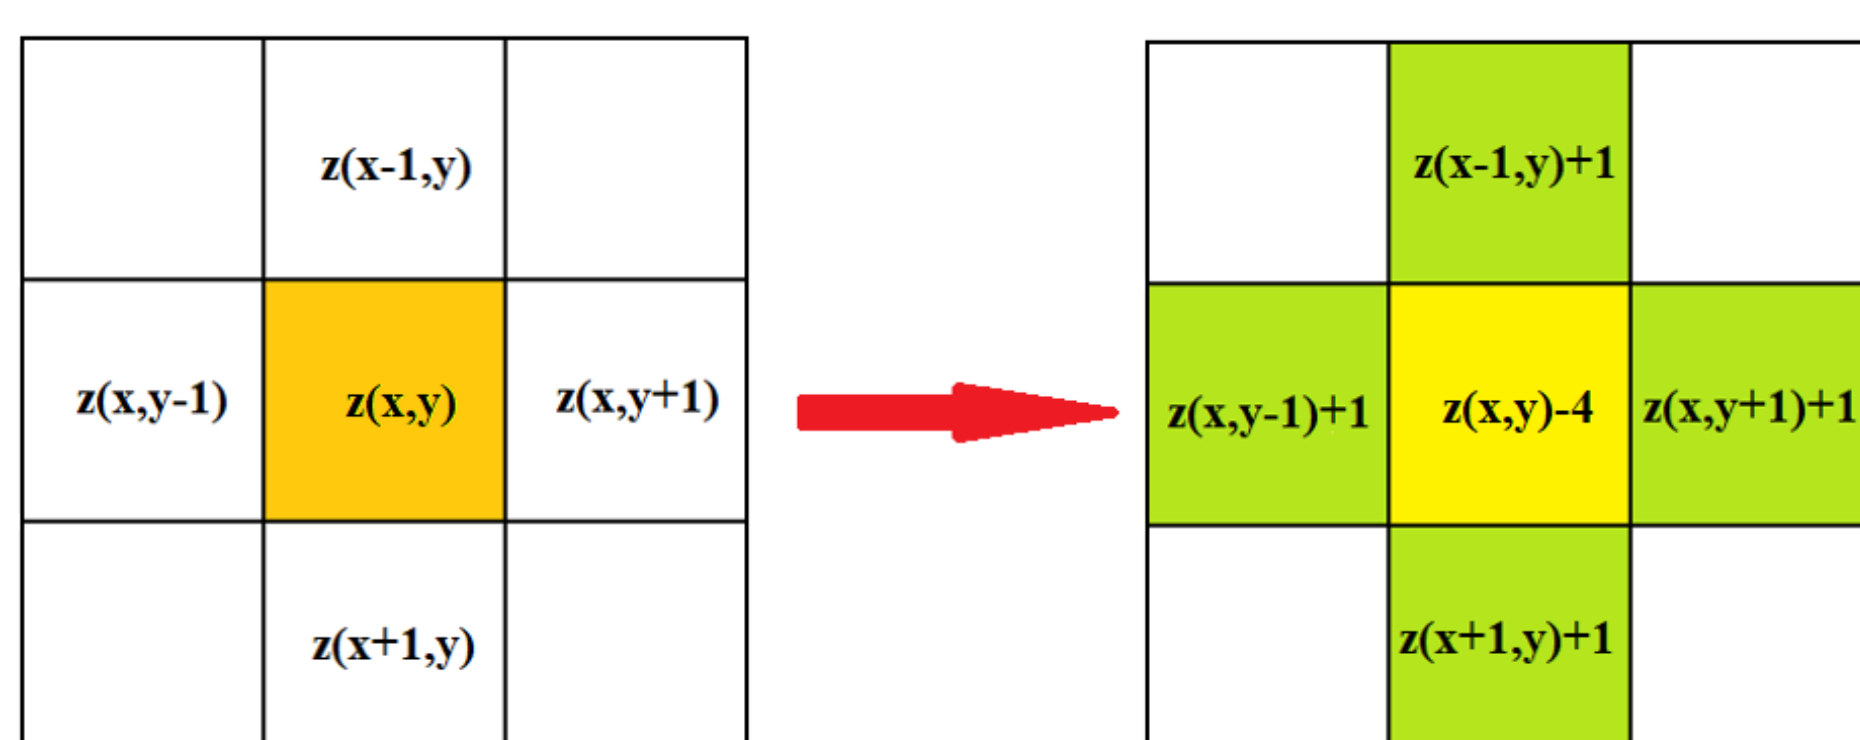 z(x-1,y)
z(x,y-1) z(x,y) z(x,y+1)
z(x+1,y)
z(x-1,y)+1
z(x,y-1)+1 z(x,y)-4 z(x,y+1)+1
z(x+1,y)+1